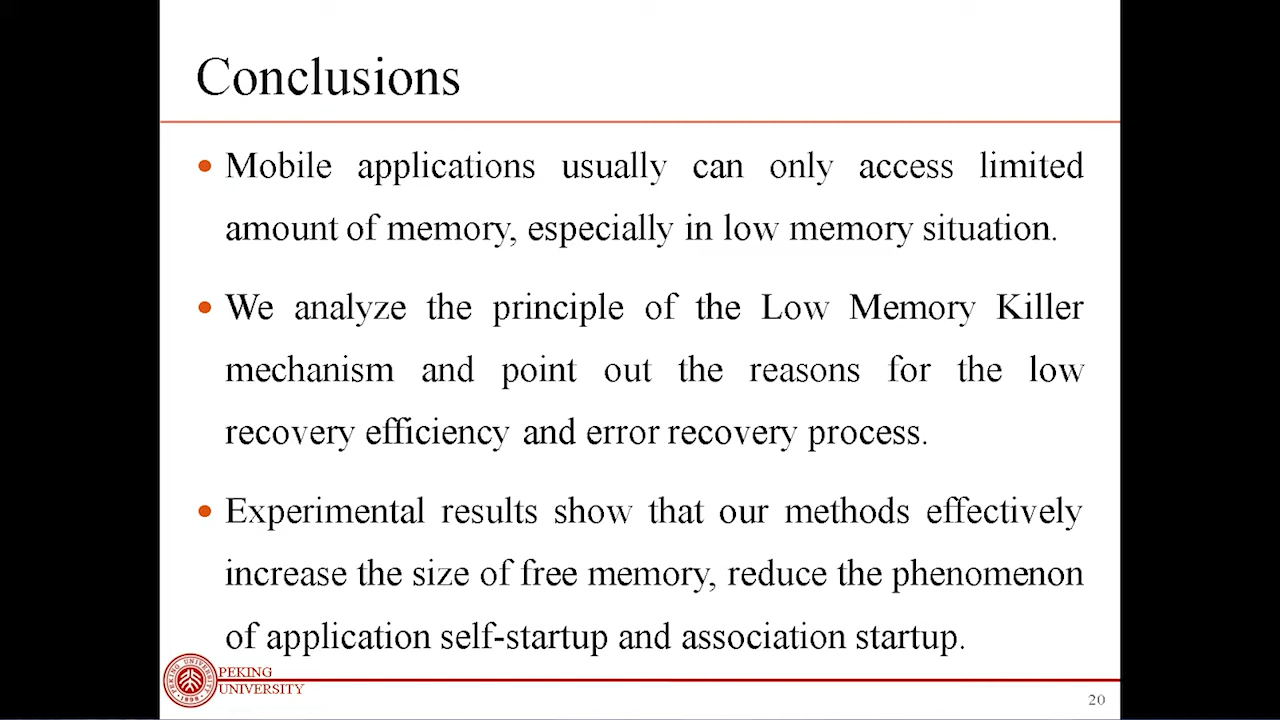 Conclusions
• Mobile applications usually can only access limited
amount of memory, especially in low memory situation.
• We analyze the principle of the Low Memory Killer
mechanism and point out the reasons for the low
recovery efficiency and error recovery process.
• Experimental results show that our methods effectively
increase the size of free memory, reduce the phenomenon
of application self-startup and association startup.
PEKING UNIVERSITY
1898
PEKING
UNIVERSITY
20